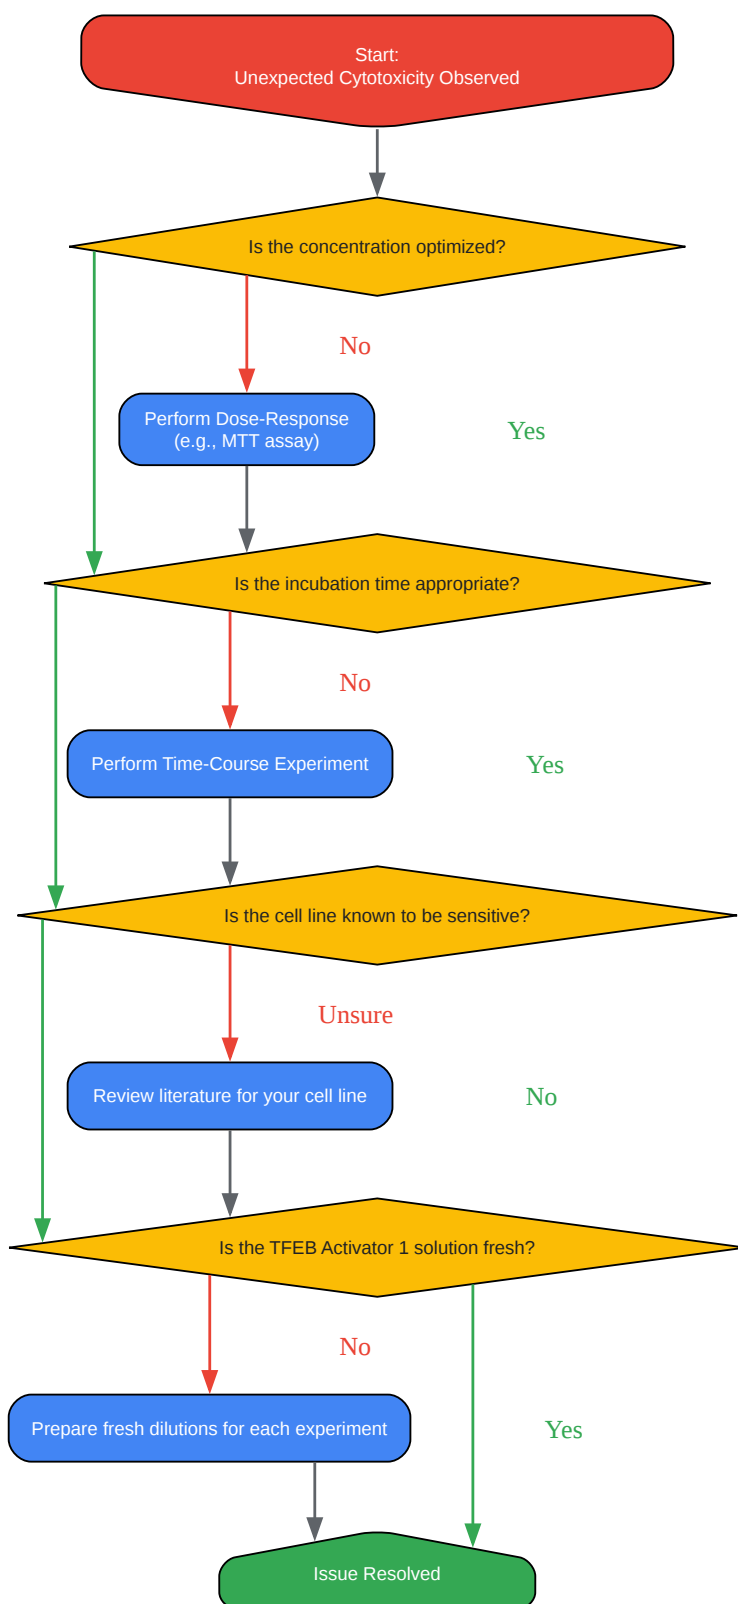 Start:
Unexpected Cytotoxicity Observed
Is the concentration optimized?
No
Perform Dose-Response
(e.g., MTT assay)
Yes
Is the incubation time appropriate?
No
Perform Time-Course Experiment
Yes
Is the cell line known to be sensitive?
Unsure
Review literature for your cell line
No
Is the TFEB Activator 1 solution fresh?
No
Prepare fresh dilutions for each experiment
Yes
Issue Resolved